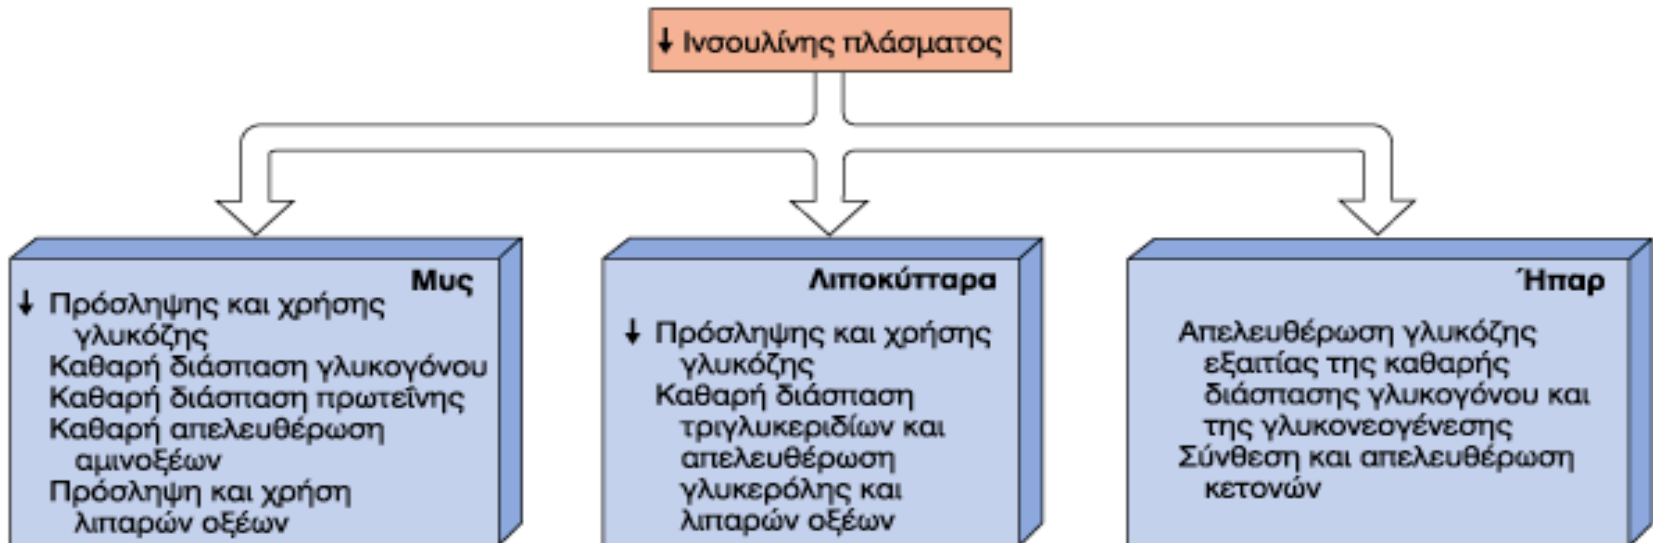 ↓ Ινσουλίνης πλάσματος
Μυς
↓ Πρόσληψης και χρήσης
γλυκόζης
Καθαρή διάσπαση γλυκογόνου
Καθαρή διάσπαση πρωτεΐνης
Καθαρή απελευθέρωση
αμινοξέων
Πρόσληψη και χρήση
λιπαρών οξέων
Λιποκύτταρα
↓ Πρόσληψης και χρήσης
γλυκόζης
Καθαρή διάσπαση
τριγλυκεριδίων και
απελευθέρωση
γλυκερόλης και
λιπαρών οξέων
Ήπαρ
Απελευθέρωση γλυκόζης
εξαιτίας της καθαρής
διάσπασης γλυκογόνου και
της γλυκονεογένεσης
Σύνθεση και απελευθέρωση
κετονών